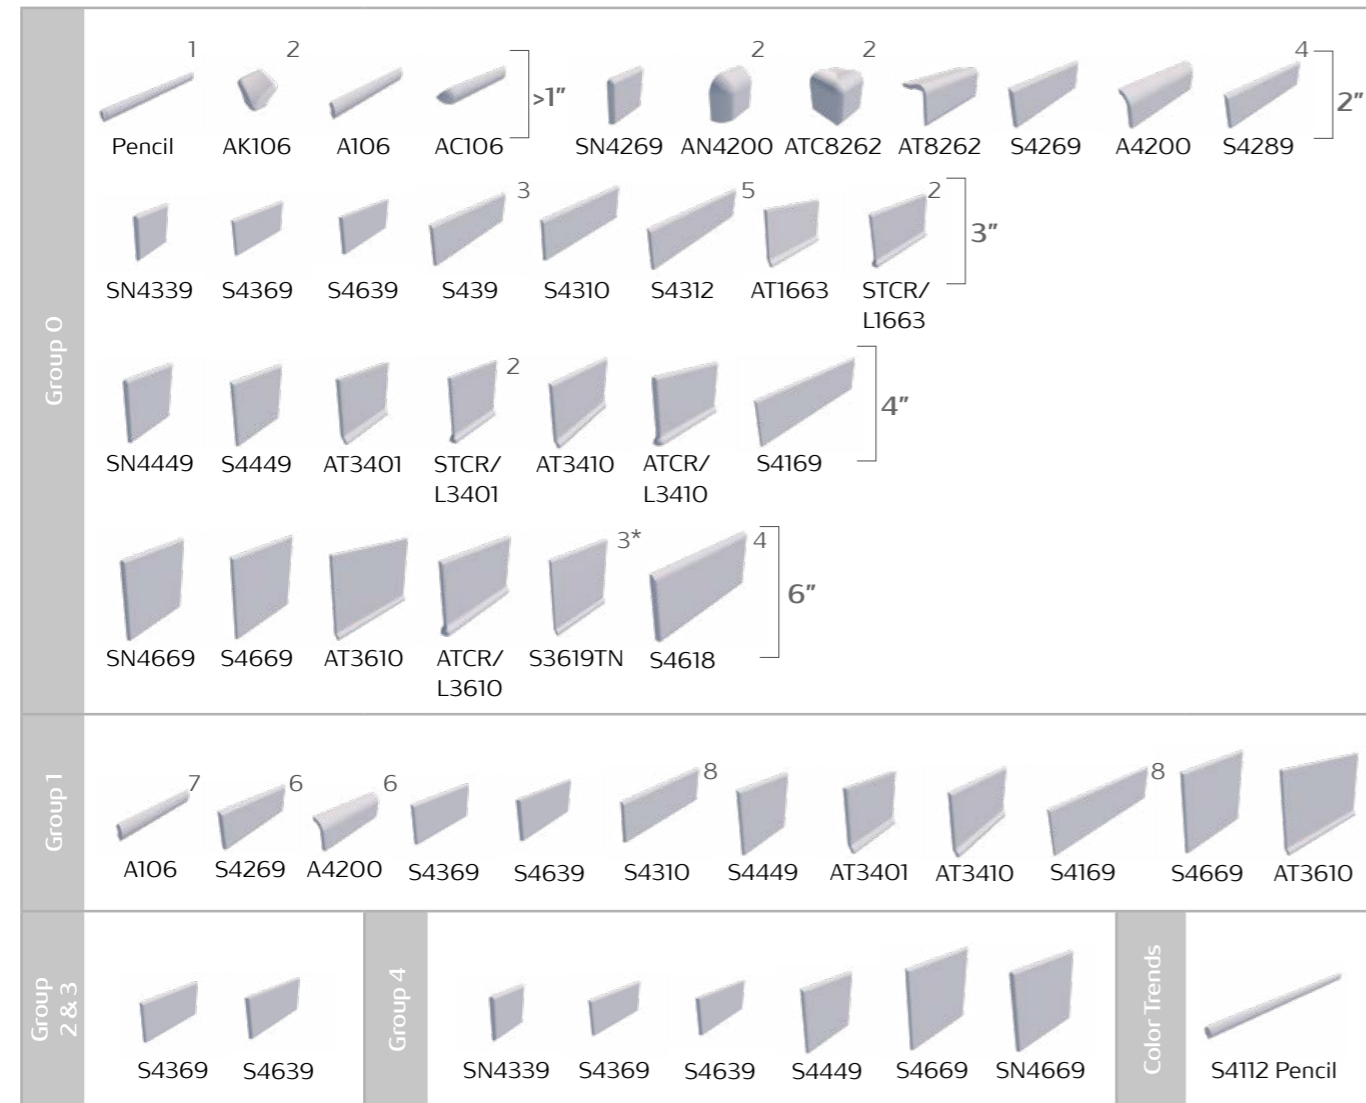 Group 0
1 2 2 2 4
>1" 2"
Pencil AK106 A106 AC106 SN4269 AN4200 ATC8262 AT8262 S4269 A4200 S4289
3 5 2
3"
SN4339 S4369 S4639 S439 S4310 S4312 AT1663 STCR/
L1663
2
4"
SN4449 S4449 AT3401 STCR/ AT3410 ATCR/ S4169
L3401 L3410
3* 4
6"
SN4669 S4669 AT3610 ATCR/ S3619TN S4618
L3610
Group 1
7 6 6 8 8
A106 S4269 A4200 S4369 S4639 S4310 S4449 AT3401 AT3410 S4169 S4669 AT3610
Group
2 & 3
S4369 S4639
Group 4
SN4339 S4369 S4639 S4449 S4669 SN4669
Color Trends
S4112 Pencil